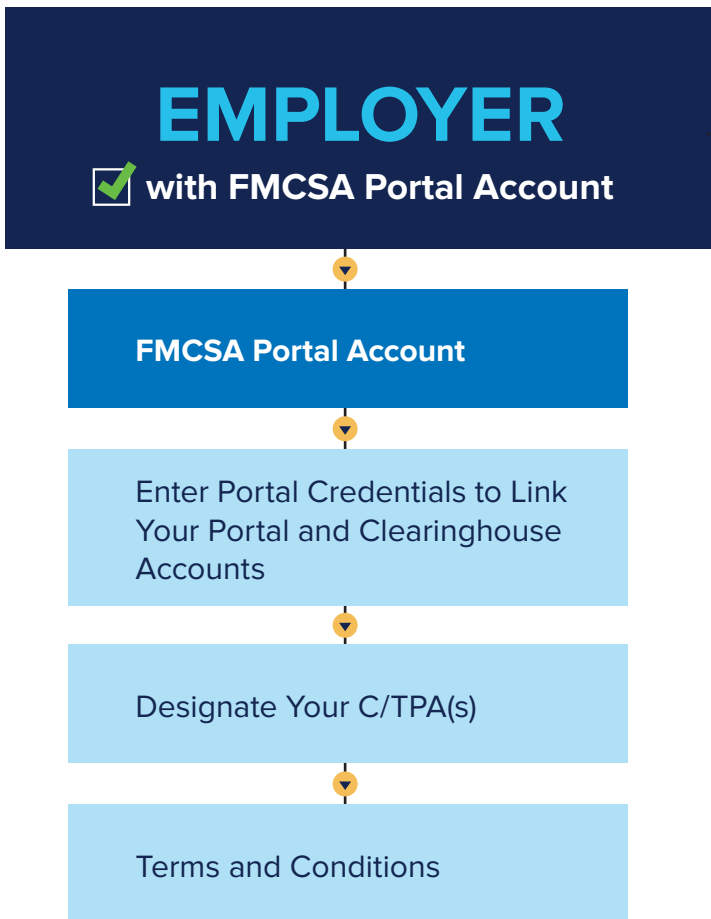 EMPLOYER
with FMCSA Portal Account
FMCSA Portal Account
Enter Portal Credentials to Link
Your Portal and Clearinghouse
Accounts
Designate Your C/TPA(s)
Terms and Conditions